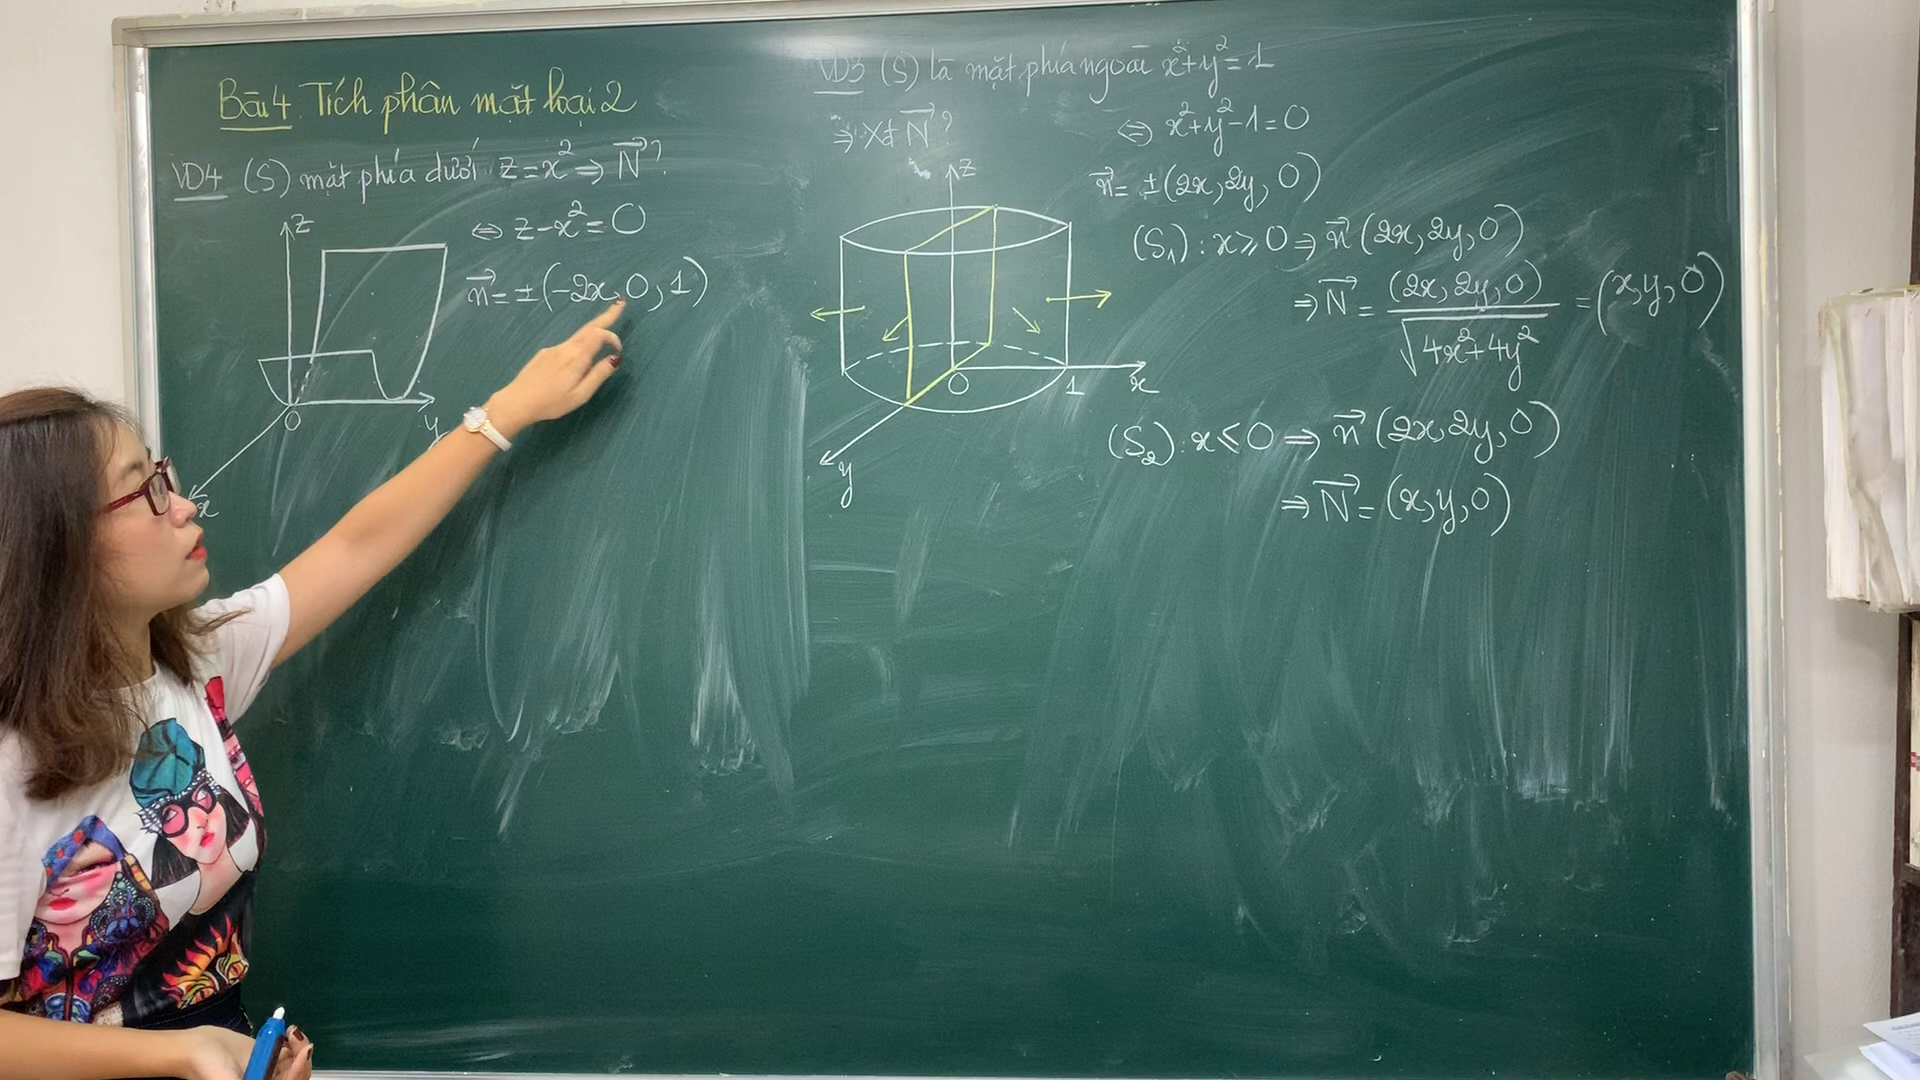 Bài 4. Tích phân mặt loại 2
VD4 (S) mặt phía dưới z = x² ⇒ N⃗ ?
⇔ z - x² = 0
n⃗ = ± (-2x, 0, 1)
z
O
y
x
VD3 (S) là mặt phía ngoài x² + y² = 1
⇒ Xđ N⃗ ?
⇔ x² + y² - 1 = 0
n⃗ = ± (2x, 2y, 0)
z
O
1
x
y
(S₁) : x ⩾ 0 ⇒ n⃗ (2x, 2y, 0)
⇒ N⃗ = (2x, 2y, 0) / √(4x² + 4y²) = (x, y, 0)
(S₂) : x ⩽ 0 ⇒ n⃗ (2x, 2y, 0)
⇒ N⃗ = (x, y, 0)